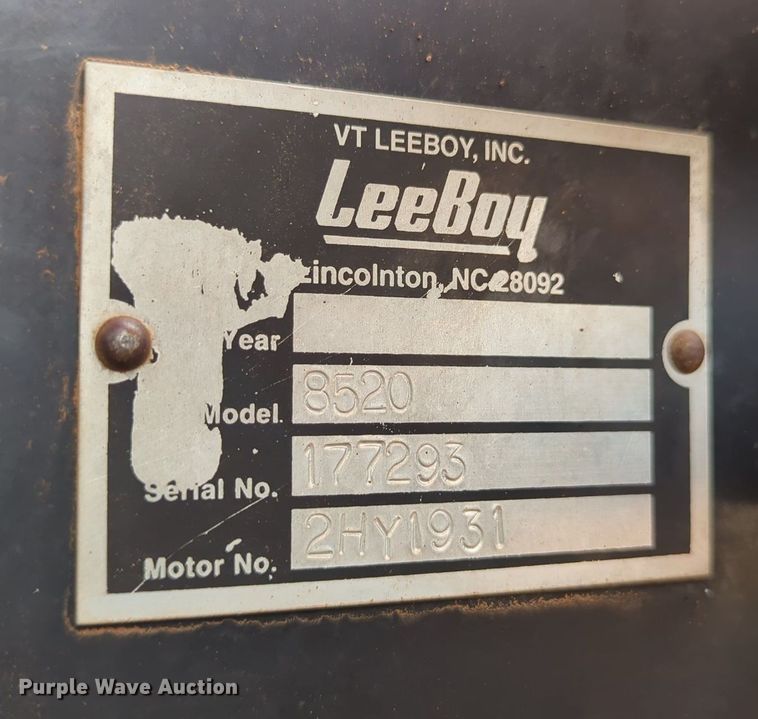 VT LEEBOY, INC.
LeeBoy
Lincolnton, NC 28092
Year
Model 8520
Serial No. 177293
Motor No. 2HY1931
Purple Wave Auction